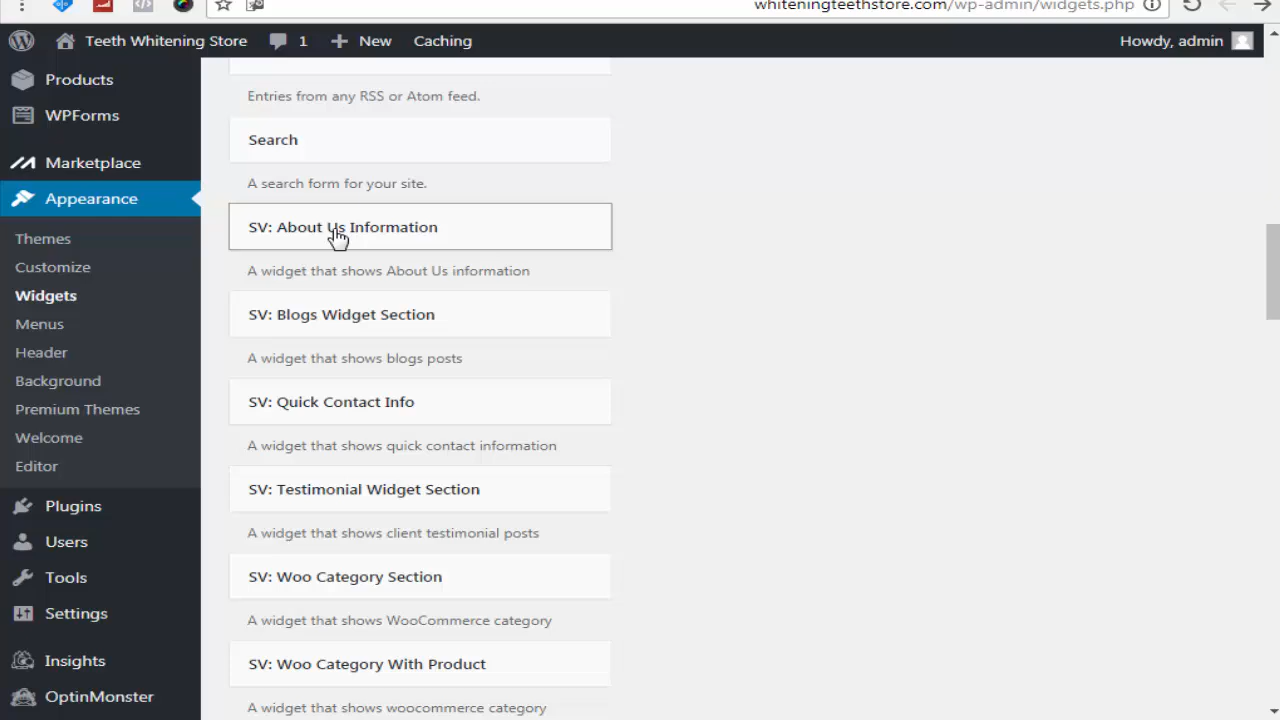 whiteningteethstore.com/wp-admin/widgets.php
Teeth Whitening Store 1 New Caching Howdy, admin
Products
WPForms
Marketplace
Appearance
Themes
Customize
Widgets
Menus
Header
Background
Premium Themes
Welcome
Editor
Plugins
Users
Tools
Settings
Insights
OptinMonster
Entries from any RSS or Atom feed.
Search
A search form for your site.
SV: About Us Information
A widget that shows About Us information
SV: Blogs Widget Section
A widget that shows blogs posts
SV: Quick Contact Info
A widget that shows quick contact information
SV: Testimonial Widget Section
A widget that shows client testimonial posts
SV: Woo Category Section
A widget that shows WooCommerce category
SV: Woo Category With Product
A widget that shows woocommerce category